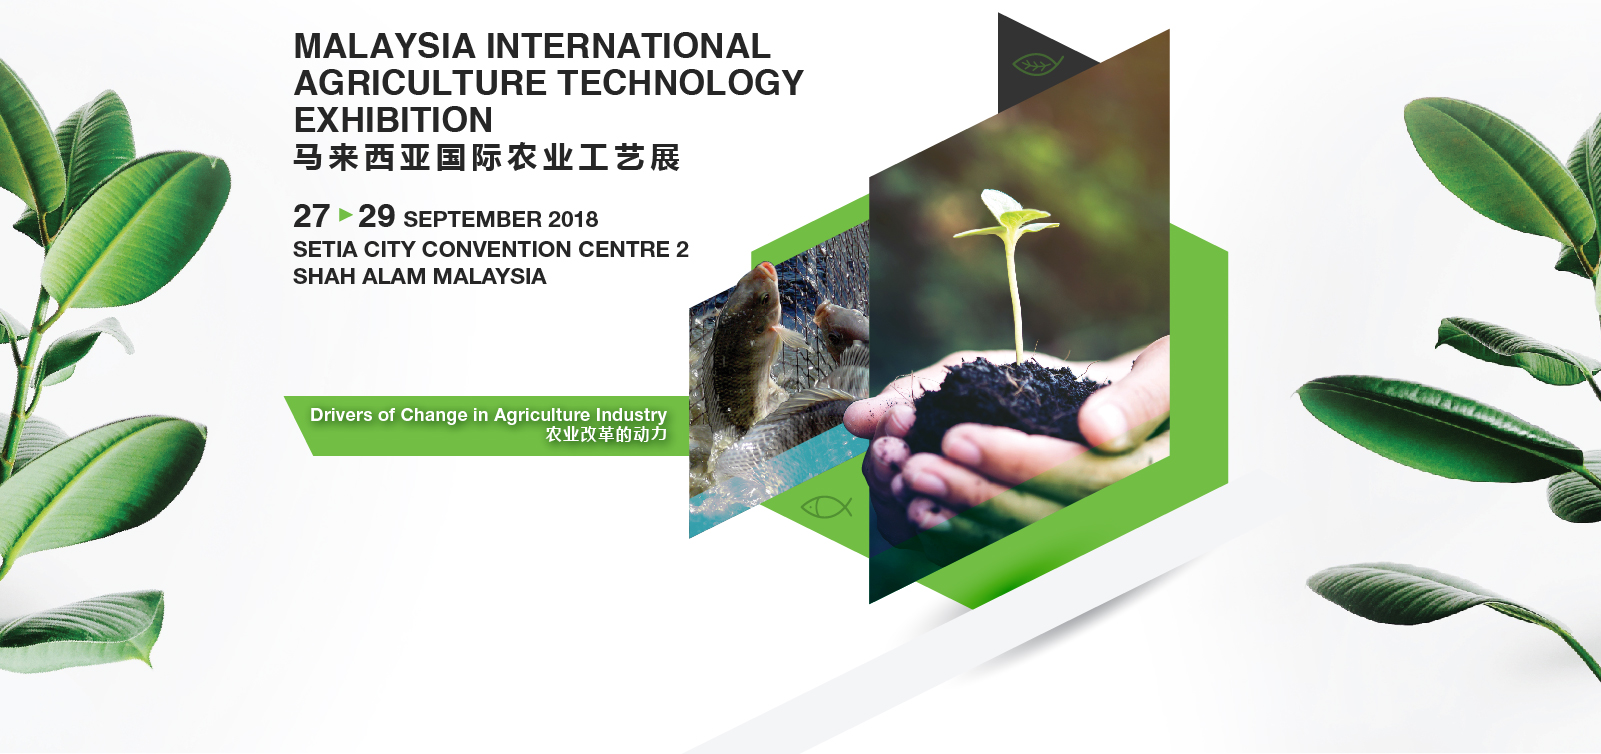 MALAYSIA INTERNATIONAL
AGRICULTURE TECHNOLOGY
EXHIBITION
马来西亚国际农业工艺展
27 ▶ 29 SEPTEMBER 2018
SETIA CITY CONVENTION CENTRE 2
SHAH ALAM MALAYSIA
Drivers of Change in Agriculture Industry
农业改革的动力